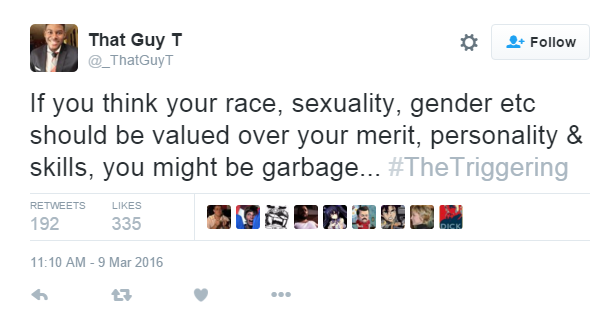 That Guy T
@_ThatGuyT
Follow
If you think your race, sexuality, gender etc
should be valued over your merit, personality &
skills, you might be garbage... #TheTriggering
RETWEETS LIKES
192 335
DICK
11:10 AM - 9 Mar 2016